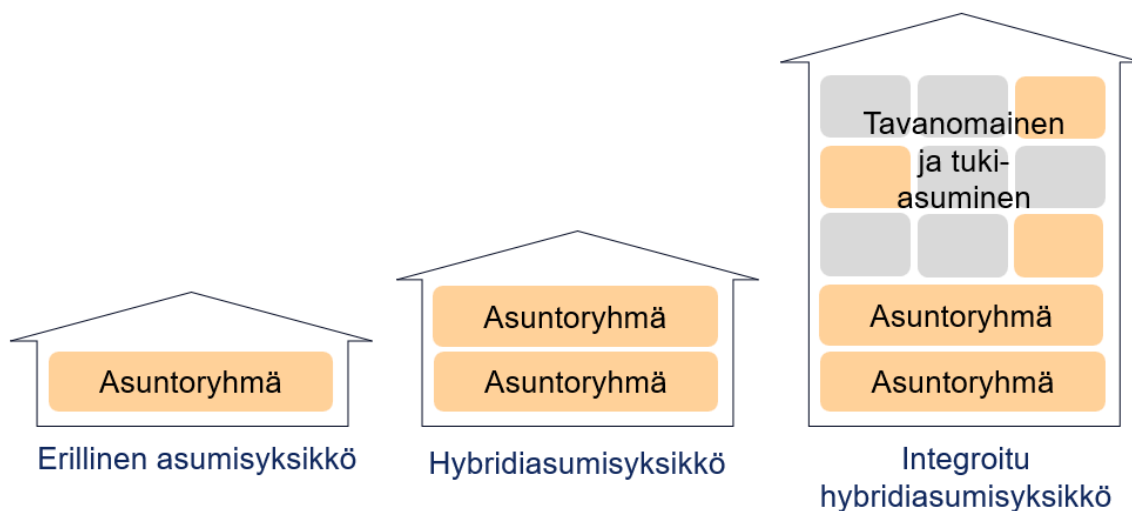 Asuntoryhmä
Erillinen asumisyksikkö
Asuntoryhmä
Asuntoryhmä
Hybridiasumisyksikkö
Tavanomainen
ja tuki-
asuminen
Asuntoryhmä
Asuntoryhmä
Integroitu
hybridiasumisyksikkö